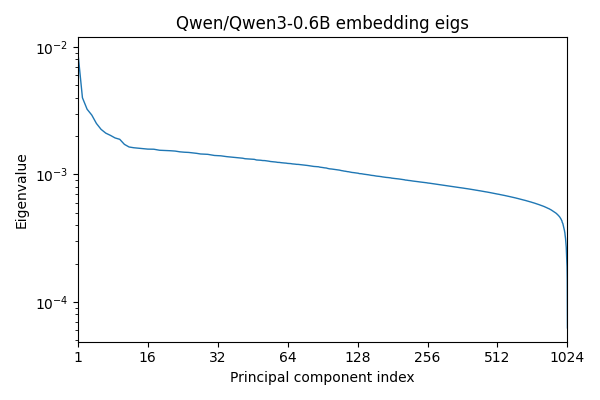 Qwen/Qwen3-0.6B embedding eigs
10⁻²
10⁻³
10⁻⁴
Eigenvalue
1 16 32 64 128 256 512 1024
Principal component index